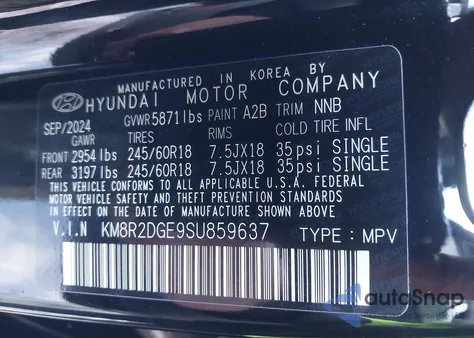 MANUFACTURED IN KOREA BY
HYUNDAI MOTOR COMPANY
SEP/2024 GVWR5871lbs PAINT A2B TRIM NNB
GAWR TIRES RIMS COLD TIRE INFL
FRONT 2954 lbs 245/60R18 7.5JX18 35psi SINGLE
REAR 3197 lbs 245/60R18 7.5JX18 35psi SINGLE
THIS VEHICLE CONFORMS TO ALL APPLICABLE U.S.A. FEDERAL
MOTOR VEHICLE SAFETY, BUMPER, AND THEFT PREVENTION STANDARDS
IN EFFECT ON THE DATE OF MANUFACTURE SHOWN ABOVE.
V.I.N KM8R2DGE9SU859637 TYPE : MPV
autoSnap